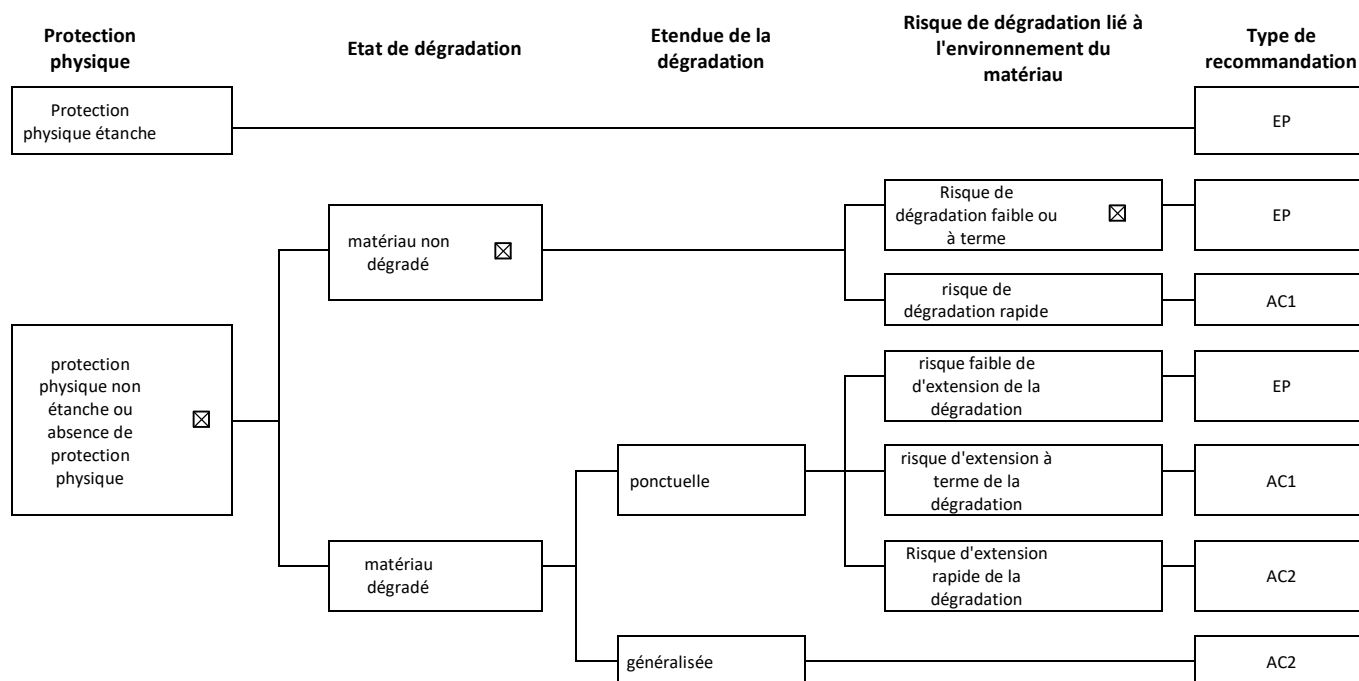 Protection
physique
Etat de dégradation
Etendue de la
dégradation
Risque de dégradation lié à
l'environnement du
matériau
Type de
recommandation
Protection
physique étanche
EP
protection
physique non
étanche ou
absence de
protection
physique
matériau non
dégradé
Risque de
dégradation faible ou
à terme
EP
risque de
dégradation rapide
AC1
matériau
dégradé
ponctuelle
risque faible de
d'extension de la
dégradation
EP
risque d'extension à
terme de la
dégradation
AC1
Risque d'extension
rapide de la
dégradation
AC2
généralisée
AC2